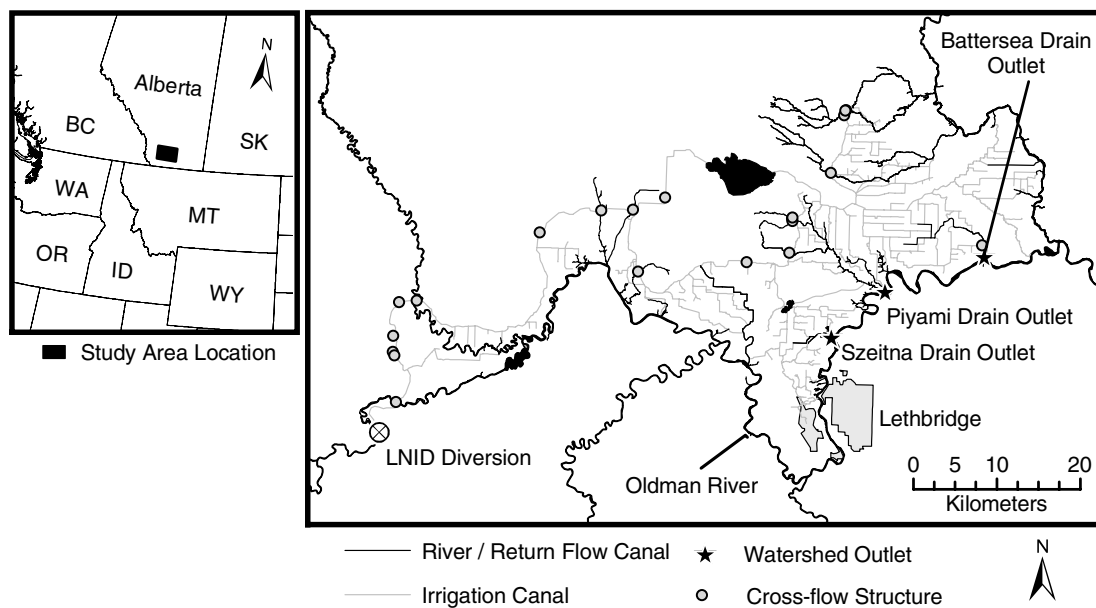 N
Alberta
BC
SK
WA
MT
OR
ID
WY
Study Area Location
Battersea Drain
Outlet
Piyami Drain Outlet
Szeitna Drain Outlet
Lethbridge
LNID Diversion
Oldman River
0 5 10 20
Kilometers
River / Return Flow Canal
Watershed Outlet
N
Irrigation Canal
Cross-flow Structure